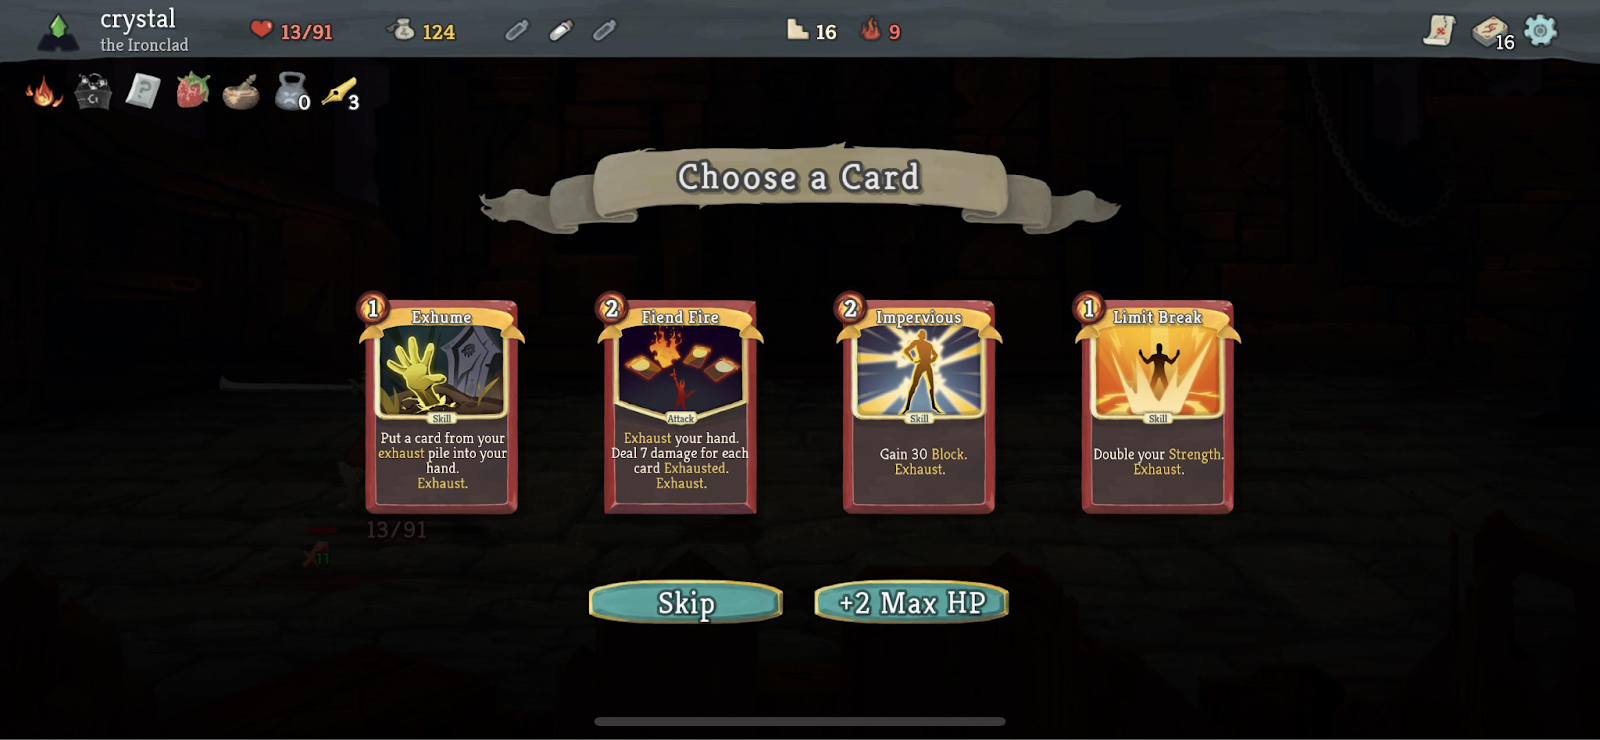 crystal
the Ironclad
13/91
124
16
9
16
0
3
Choose a Card
1
Exhume
Skill
Put a card from your
exhaust pile into your
hand.
Exhaust.
2
Fiend Fire
Attack
Exhaust your hand.
Deal 7 damage for each
card Exhausted.
Exhaust.
2
Impervious
Skill
Gain 30 Block.
Exhaust.
1
Limit Break
Skill
Double your Strength.
Exhaust.
13/91
11
Skip
+2 Max HP